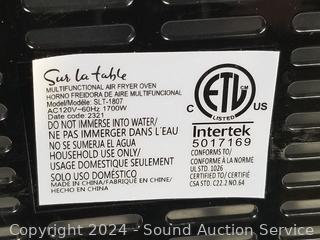 Sur la table
MULTIFUNCTIONAL AIR FRYER OVEN
HORNO FREIDORA DE AIRE MULTIFUNCIONAL
Model/Modèle: SLT-1807
AC120V~60Hz 1700W
Date code: 2321
DO NOT IMMERSE INTO WATER/
NE PAS IMMERGER DANS L'EAU
NO SE SUMERJA EL AGUA
HOUSEHOLD USE ONLY/
USAGE DOMESTIQUE SEULEMENT
SOLO USO DOMÉSTICO
MADE IN CHINA/FABRIQUÉ EN CHINE/
HECHO EN CHINA
ETL CM
LISTED
C US
Intertek
5017169
CONFORMS TO/
CONFORME À LA NORME
UL STD. 1026
CERTIFIED TO/CERTIFIÉ
CSA STD. C22.2 NO.64
Copyright 2024 - Sound Auction Service